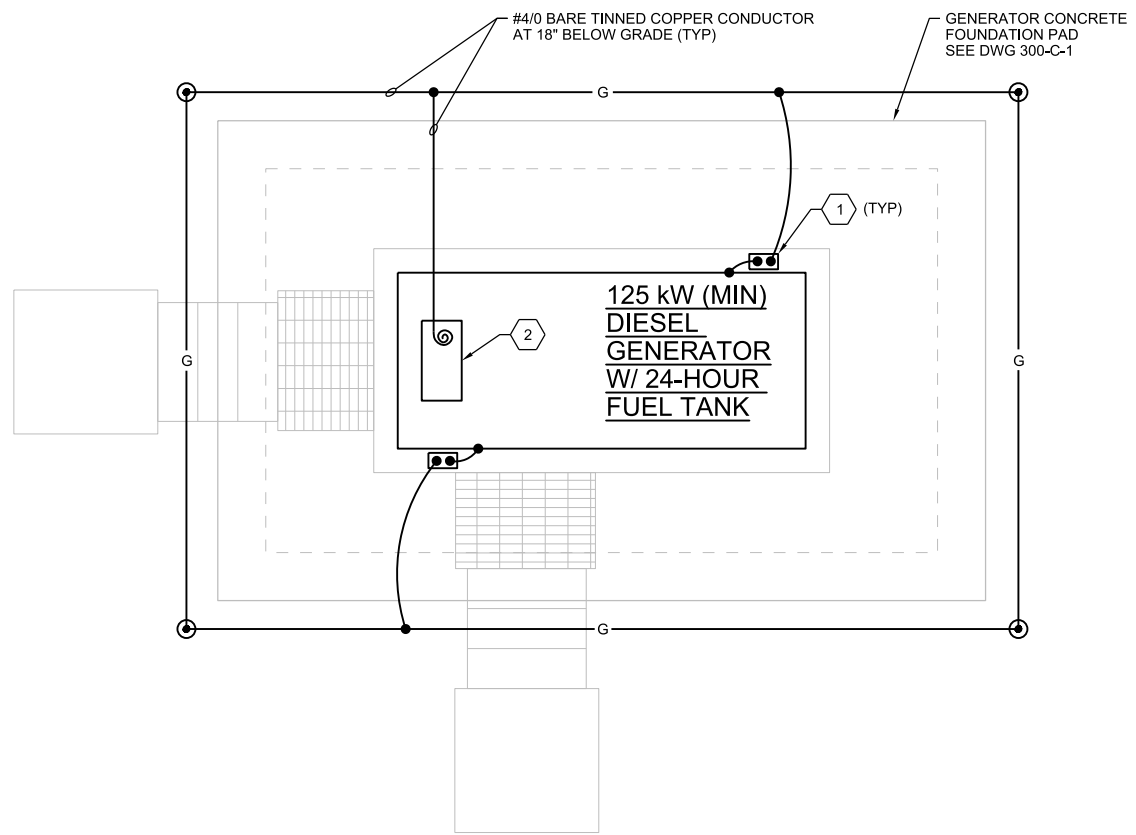 #4/0 BARE TINNED COPPER CONDUCTOR
AT 18" BELOW GRADE (TYP)
GENERATOR CONCRETE
FOUNDATION PAD
SEE DWG 300-C-1
G
1 (TYP)
125 kW (MIN)
DIESEL
GENERATOR
W/ 24-HOUR
FUEL TANK
2
G
G
G